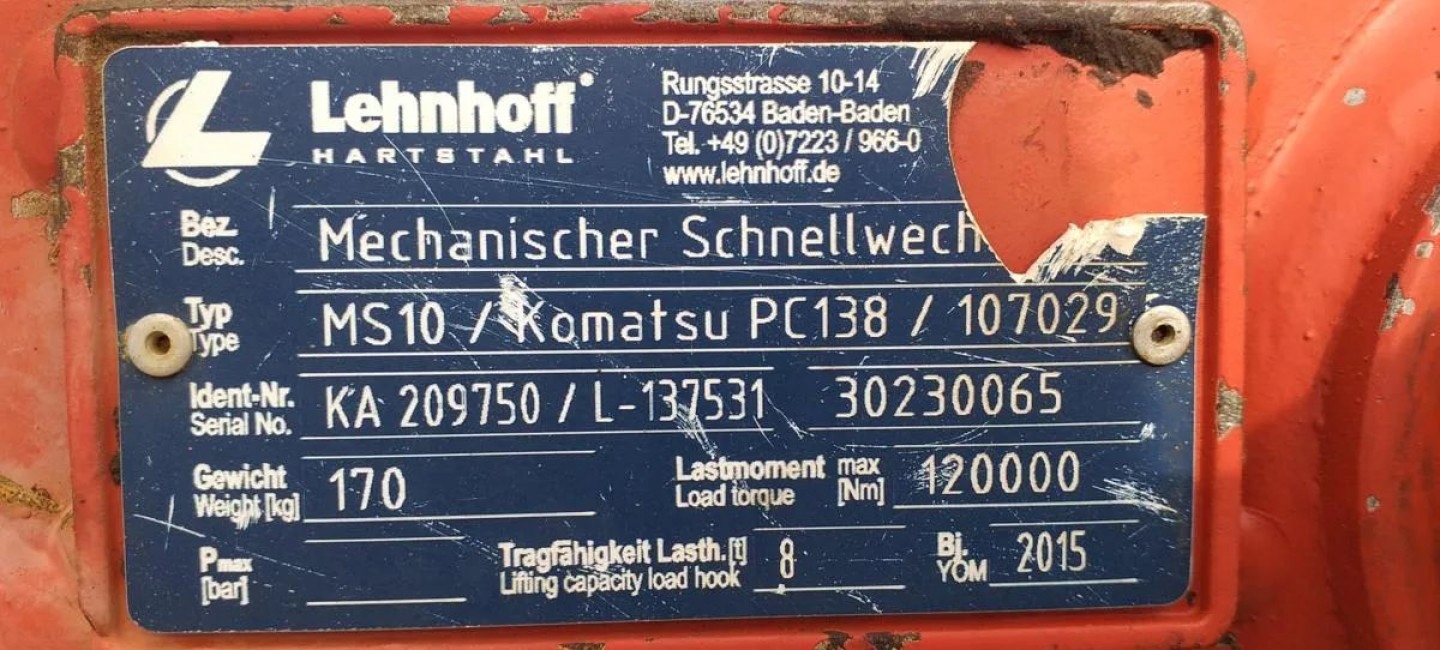 Lehnhoff®
HARTSTAHL
Rungsstrasse 10-14
D-76534 Baden-Baden
Tel. +49 (0)7223 / 966-0
www.lehnhoff.de
Bez. Mechanischer Schnellwech
Desc.
Typ MS10 / Komatsu PC138 / 107029
Type
Ident-Nr. KA 209750 / L-137531 30230065
Serial No.
Gewicht 170 Lastmoment max 120000
Weight [kg] Load torque [Nm]
Pmax Tragfähigkeit Lasth. [t] 8 Bj. 2015
[bar] Lifting capacity load hook YOM